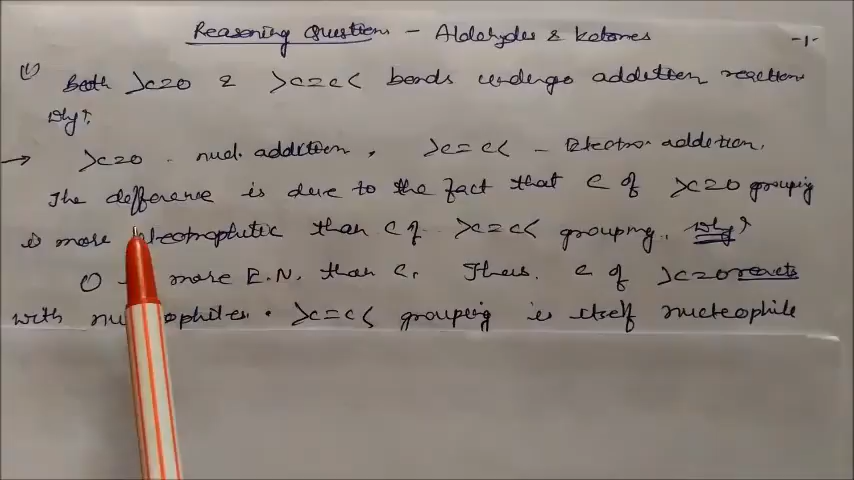 Reasoning Questions - Aldehydes & Ketones -1-
(1) Both >C=O & >C=C< bonds undergo addition reaction
Why?
→ >C=O - nucl. addition, >C=C< - Electro. addition.
The difference is due to the fact that C of >C=O grouping
is more electrophilic than C of >C=C< grouping. Why?
O more E.N. than C. Thus. C of >C=O reacts
with >C=C< grouping is itself nucleophile